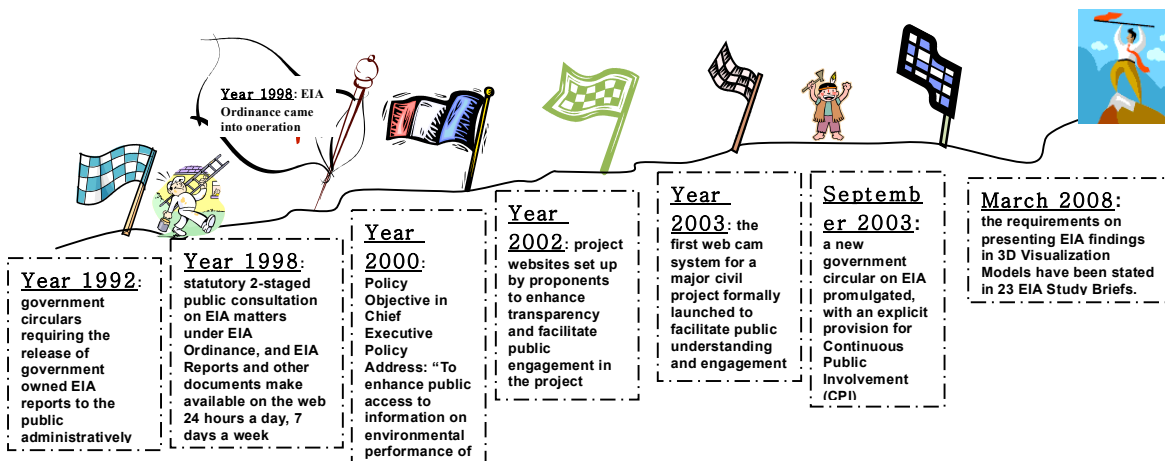 Year 1998: EIA
Ordinance came
into oneration
Year 1992:
government
circulars
requiring the
release of
government
owned EIA
reports to the
public
administratively
Year 1998:
statutory 2-staged
public consultation
on EIA matters
under EIA
Ordinance, and EIA
Reports and other
documents make
available on the web
24 hours a day, 7
days a week
Year
2000:
Policy
Objective in
Chief
Executive
Policy
Address: “To
enhance public
access to
information on
environmental
performance of
Year
2002: project
websites set up
by proponents
to enhance
transparency
and facilitate
public
engagement in
the project
Year
2003: the
first web cam
system for a
major civil
project formally
launched to
facilitate public
understanding
and engagement
Septemb
er 2003:
a new
government
circular on EIA
promulgated,
with an explicit
provision for
Continuous
Public
Involvement
(CPI)
March 2008:
the requirements on
presenting EIA findings
in 3D Visualization
Models have been stated
in 23 EIA Study Briefs.